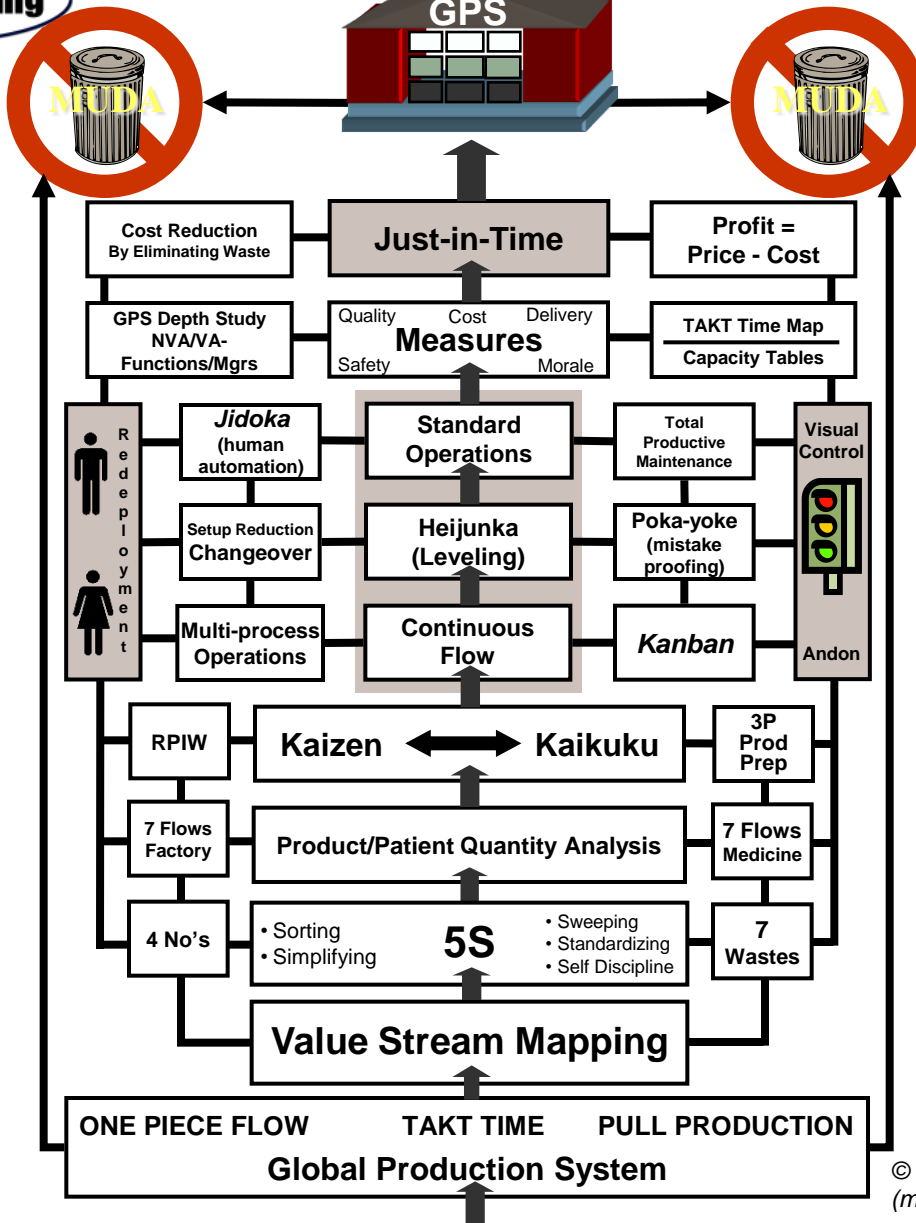 GPS
MUDA
MUDA
Cost Reduction
By Eliminating Waste
Just-in-Time
Profit =
Price - Cost
GPS Depth Study
NVA/VA-
Functions/Mgrs
Quality Cost Delivery
Measures
Safety Morale
TAKT Time Map
Capacity Tables
Redeployment
Jidoka
(human
automation)
Standard
Operations
Total
Productive
Maintenance
Visual
Control
Setup Reduction
Changeover
Heijunka
(Leveling)
Poka-yoke
(mistake
proofing)
Multi-process
Operations
Continuous
Flow
Kanban
Andon
RPIW
Kaizen
Kaikuku
3P
Prod
Prep
7 Flows
Factory
Product/Patient Quantity Analysis
7 Flows
Medicine
4 No's
• Sorting
• Simplifying
5S
• Sweeping
• Standardizing
• Self Discipline
7
Wastes
Value Stream Mapping
ONE PIECE FLOW TAKT TIME PULL PRODUCTION
Global Production System
©